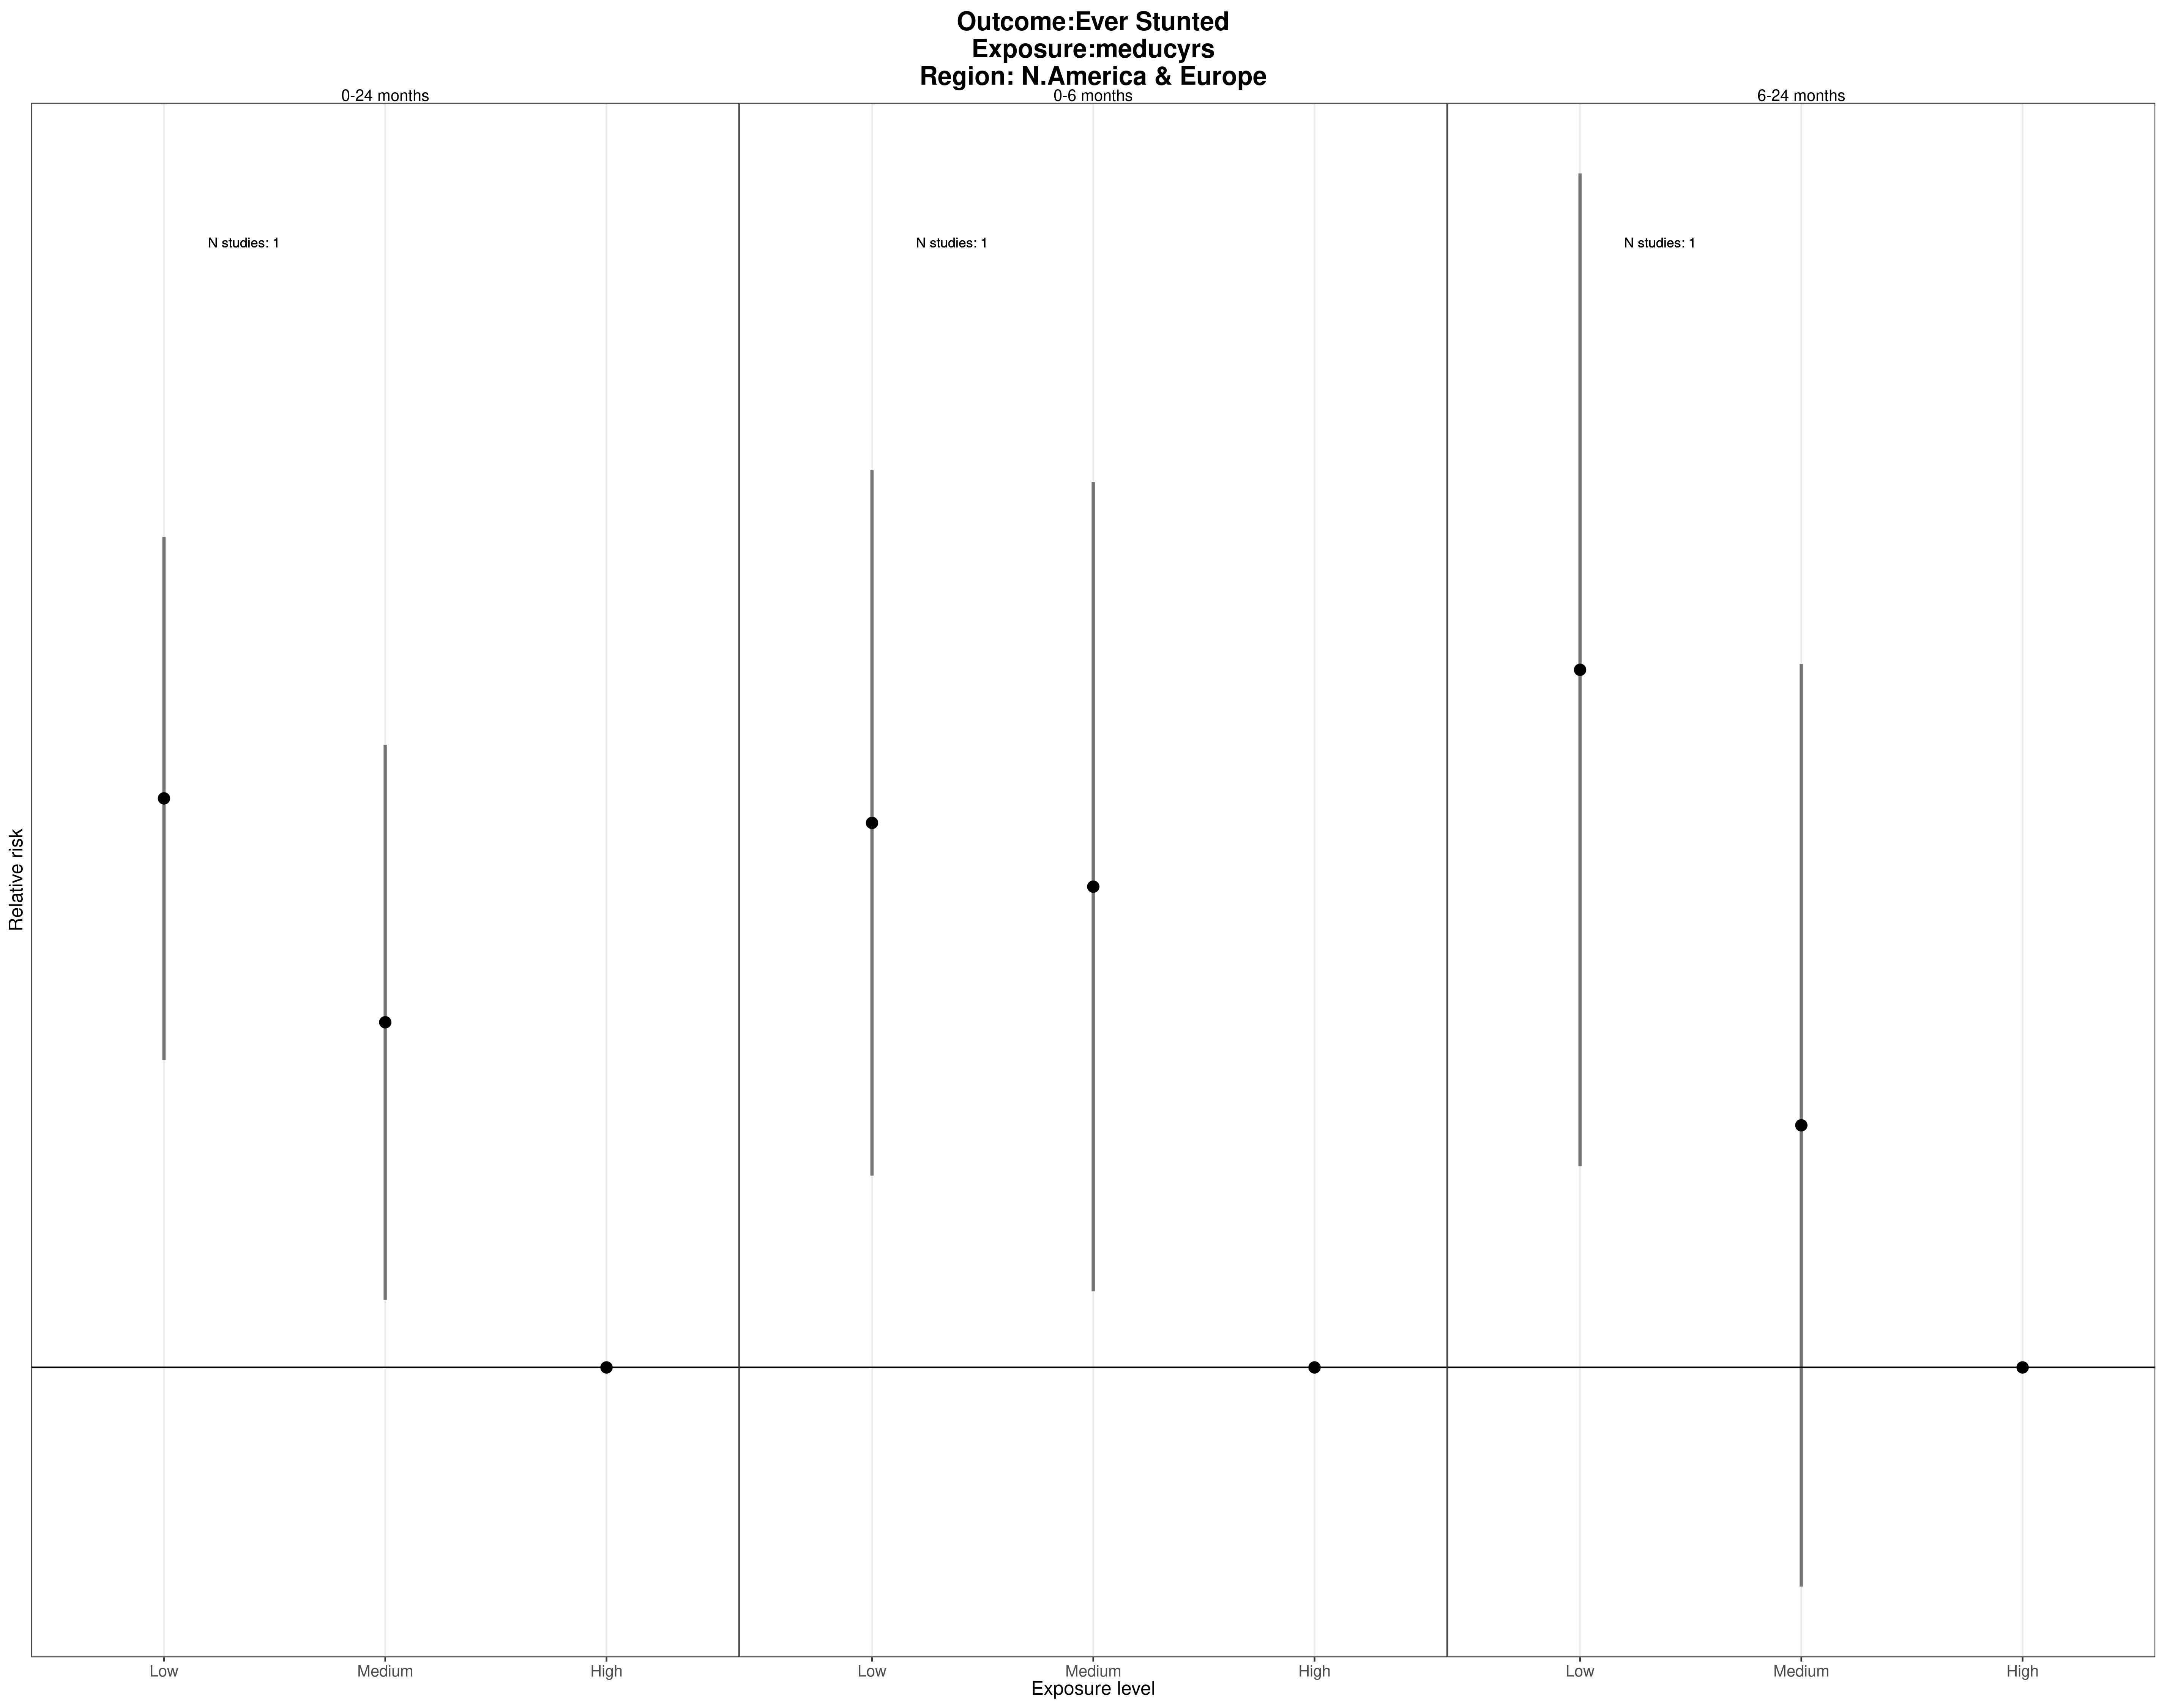 Outcome:Ever Stunted
Exposure:meducyrs
Region: N.America & Europe
0-24 months
0-6 months
6-24 months
N studies: 1
N studies: 1
N studies: 1
Relative risk
Low
Medium
High
Low
Medium
High
Low
Medium
High
Exposure level